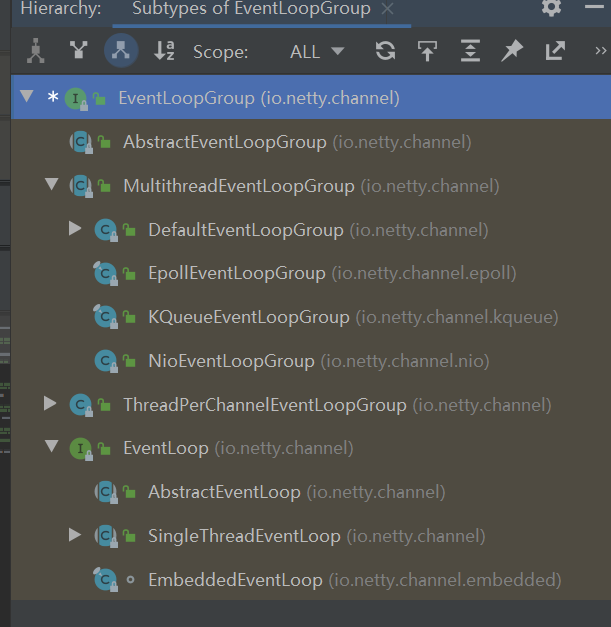 Hierarchy: Subtypes of EventLoopGroup
Scope: ALL
EventLoopGroup (io.netty.channel)
AbstractEventLoopGroup (io.netty.channel)
MultithreadEventLoopGroup (io.netty.channel)
DefaultEventLoopGroup (io.netty.channel)
EpollEventLoopGroup (io.netty.channel.epoll)
KQueueEventLoopGroup (io.netty.channel.kqueue)
NioEventLoopGroup (io.netty.channel.nio)
ThreadPerChannelEventLoopGroup (io.netty.channel)
EventLoop (io.netty.channel)
AbstractEventLoop (io.netty.channel)
SingleThreadEventLoop (io.netty.channel)
EmbeddedEventLoop (io.netty.channel.embedded)